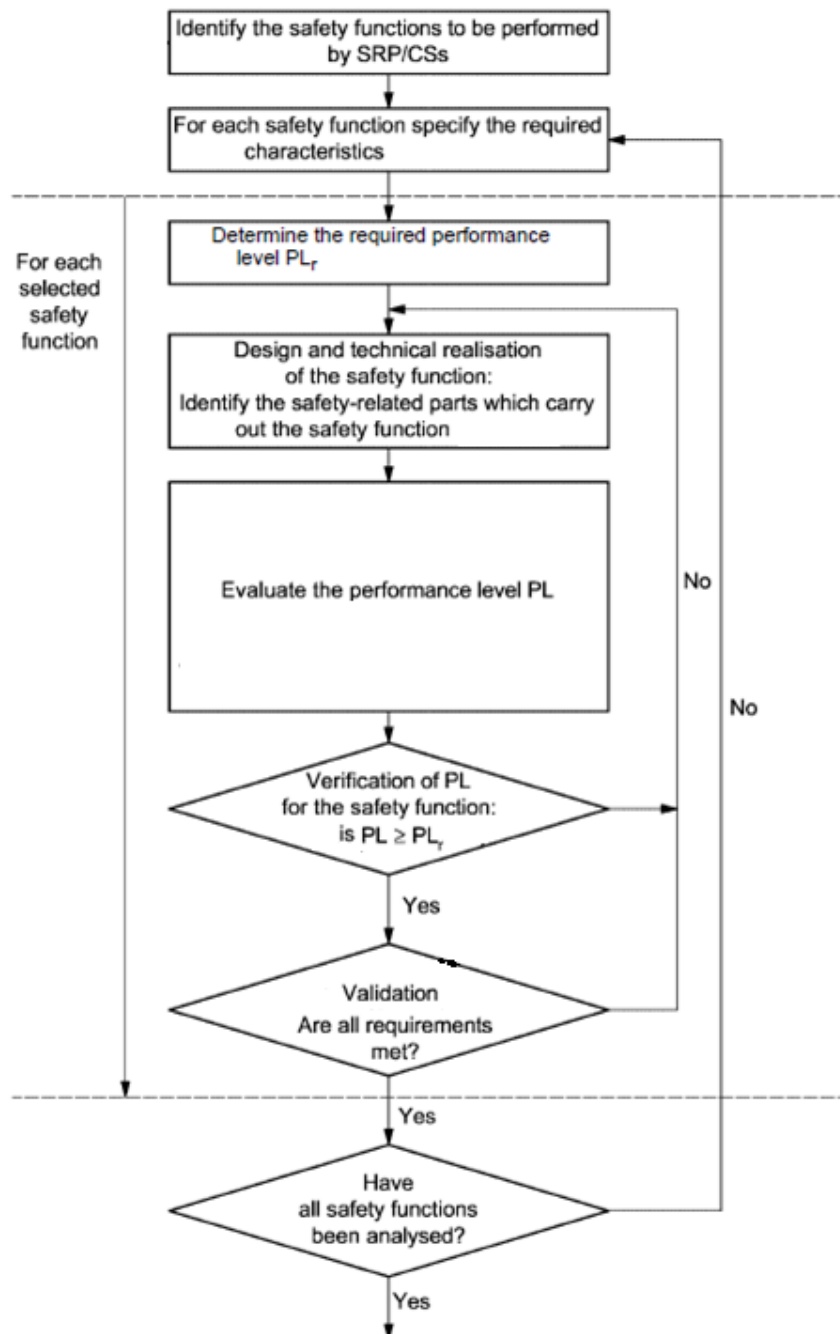 Identify the safety functions to be performed
by SRP/CSs
For each safety function specify the required
characteristics
Determine the required performance
level PLr
For each
selected
safety
function
Design and technical realisation
of the safety function:
Identify the safety-related parts which carry
out the safety function
Evaluate the performance level PL
No
No
Verification of PL
for the safety function:
is PL ≥ PLr
Yes
Validation
Are all requirements
met?
Yes
Have
all safety functions
been analysed?
Yes